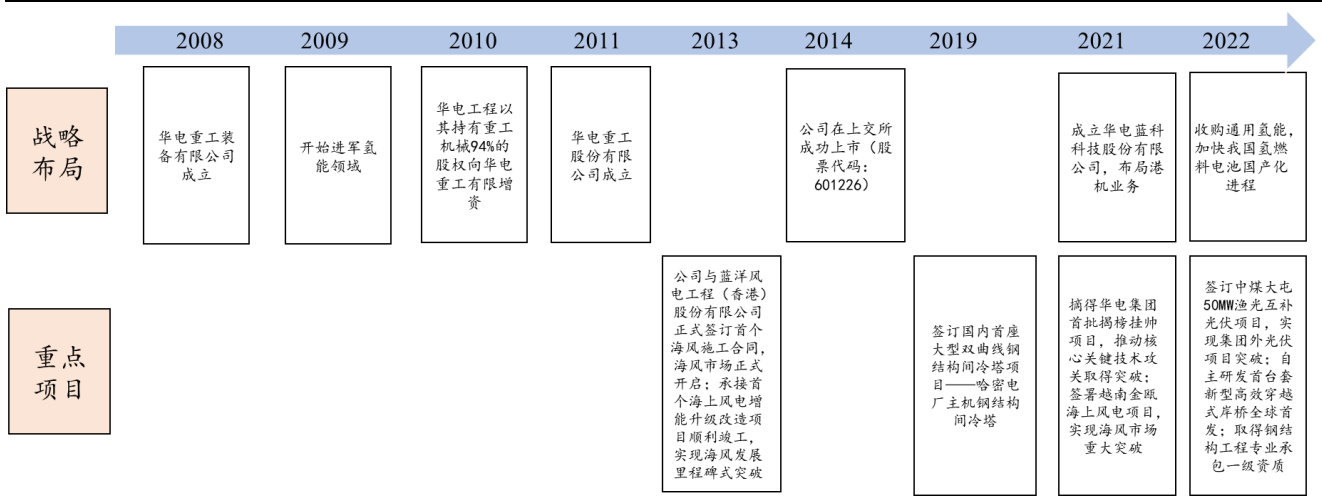 2008
2009
2010
2011
2013
2014
2019
2021
2022
战略
布局
华电重工装
备有限公司
成立
开始进军氢
能领域
华电工程以
其持有重工
机械94%的
股权向华电
重工有限增
资
华电重工
股份有限
公司成立
公司在上交所
成功上市（股
票代码：
601226）
成立华电蓝科
科技股份有限
公司，布局港
机业务
收购通用氢能，
加快我国氢燃
料电池国产化
进程
重点
项目
公司与蓝洋风
电工程（香港）
股份有限公司
正式签订首个
海风施工合同，
海风市场正式
开启；承接首
个海上风电增
能升级改造项
目顺利竣工，
实现海风发展
里程碑式突破
签订国内首座
大型双曲线钢
结构间冷塔项
目——哈密电
厂主机钢结构
间冷塔
摘得华电集团
首批揭榜挂帅
项目，推动核
心关键技术攻
关取得突破；
签署越南金瓯
海上风电项目，
实现海风市场
重大突破
签订中煤大屯
50MW渔光互补
光伏项目，实
现集团外光伏
项目突破；自
主研发首台套
新型高效穿越
式岸桥全球首
发；取得钢结
构工程专业承
包一级资质